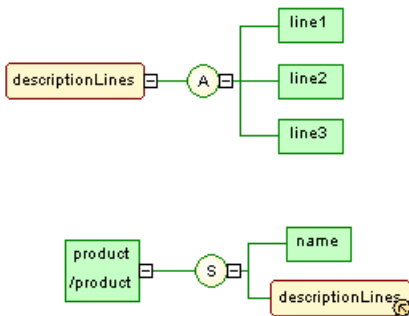 line1
descriptionLines
A
line2
line3
product
/product
S
name
descriptionLines